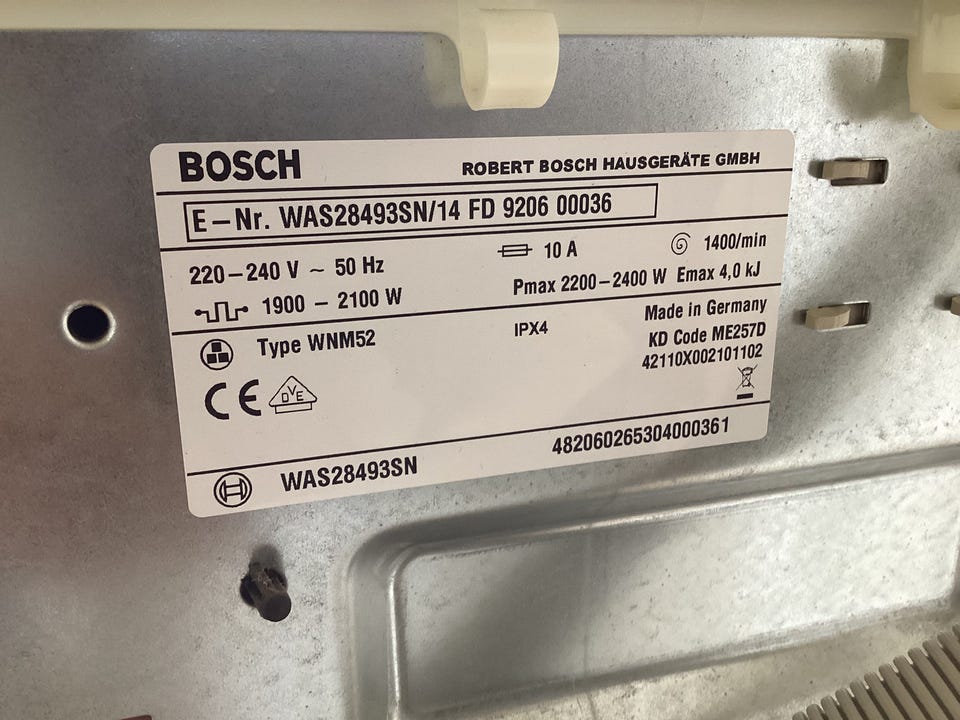 BOSCH
ROBERT BOSCH HAUSGERÄTE GMBH
E-Nr. WAS28493SN/14 FD 9206 00036
220-240 V ~ 50 Hz
10 A
1400/min
1900 - 2100 W
Pmax 2200-2400 W Emax 4,0 kJ
Type WNM52
IPX4
Made in Germany
KD Code ME257D
42110X002101102
CE
DVE
WAS28493SN
482060265304000361